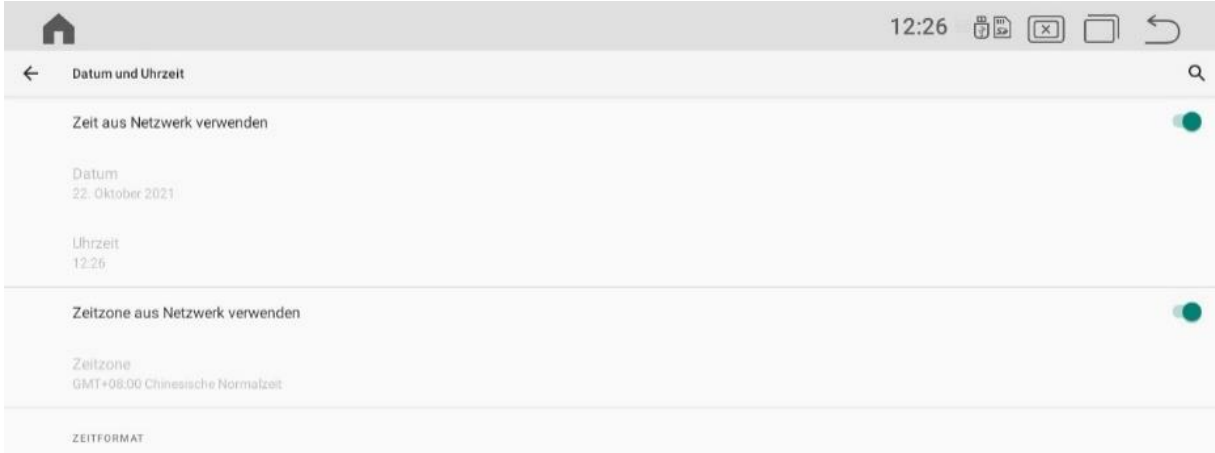 12:26
Datum und Uhrzeit
Zeit aus Netzwerk verwenden
Datum
22. Oktober 2021
Uhrzeit
12:26
Zeitzone aus Netzwerk verwenden
Zeitzone
GMT+08:00 Chinesische Normalzeit
ZEITFORMAT